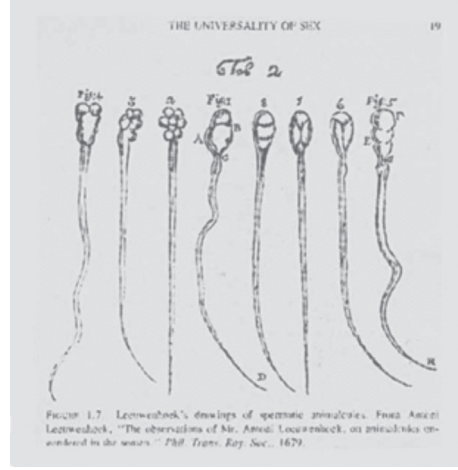 THE UNIVERSALITY OF SEX 19
Tab 2
Fig:4 3 2 Fig:1 8 7 6 Fig:5
A B F
E
D H
FIGURE 1.7. Leeuwenhoek's drawings of spermatic animalcules. From Antoni
Leeuwenhoek, "The observations of Mr. Antoni Leeuwenhoek, on animalcules en-
gendered in the semen." Phil. Trans. Roy. Soc., 1679.